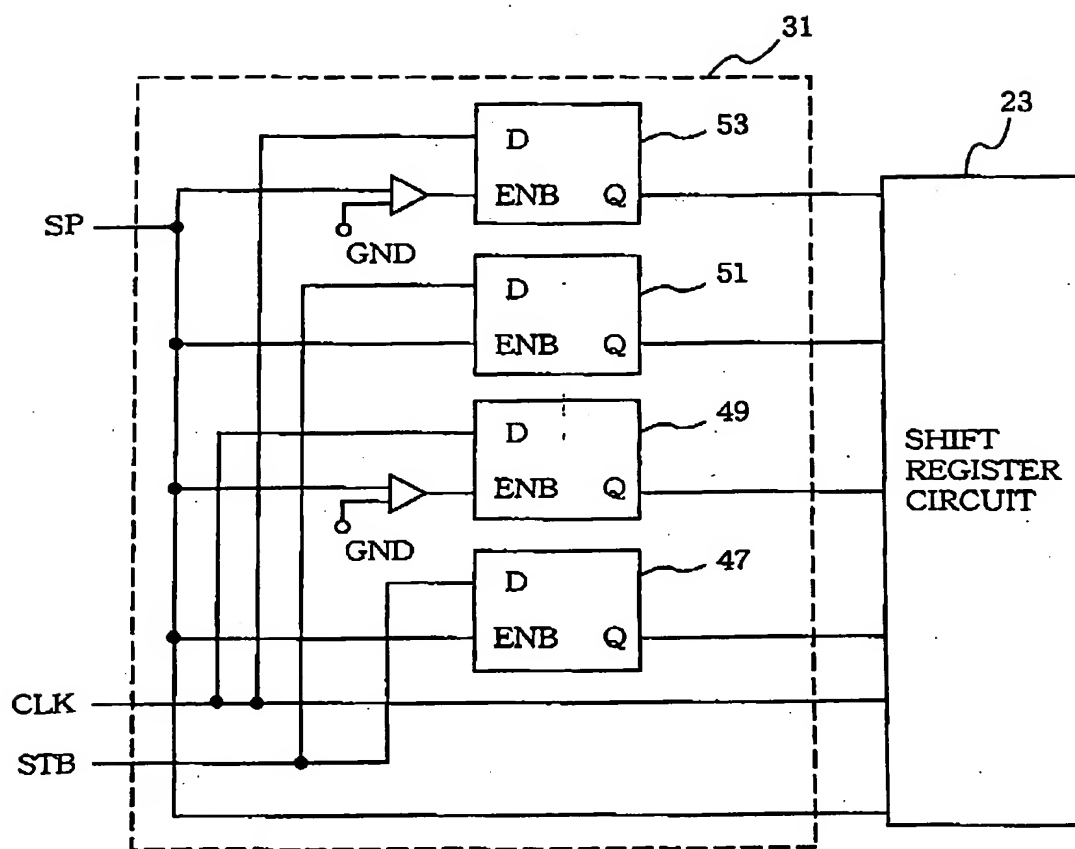 31
23
53
D
ENB Q
SP
GND
51
D
ENB Q
49
D
ENB Q
GND
SHIFT
REGISTER
CIRCUIT
47
D
ENB Q
CLK
STB